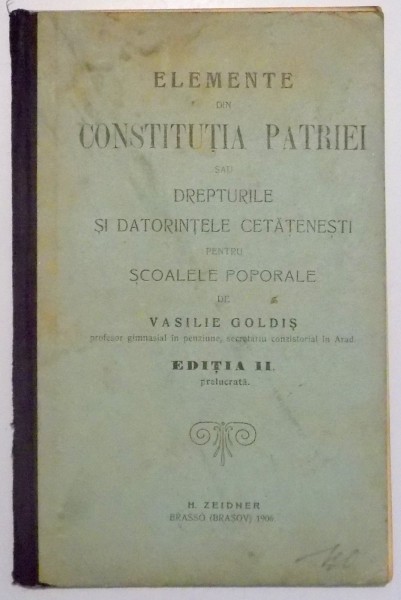 ELEMENTE
DIN
CONSTITUȚIA PATRIEI
SAU
DREPTURILE
ȘI DATORINȚELE CETĂȚENEȘTI
PENTRU
ȘCOALELE POPORALE
DE
VASILIE GOLDIȘ
profesor gimnasial în penziune, secretariu conzistorial în Arad.
EDIȚIA II.
prelucrată.
H. ZEIDNER
BRASSÓ (BRAȘOV) 1906